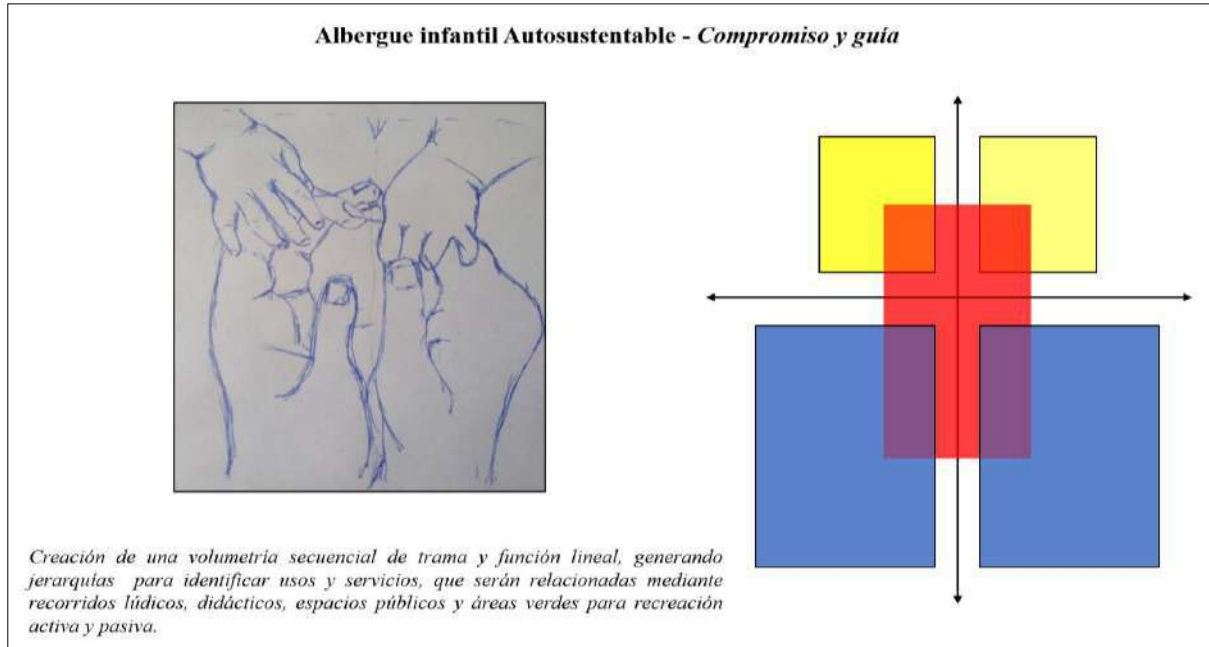 Albergue infantil Autosustentable - Compromiso y guía
Creación de una volumetría secuencial de trama y función lineal, generando
jerarquías para identificar usos y servicios, que serán relacionadas mediante
recorridos lúdicos, didácticos, espacios públicos y áreas verdes para recreación
activa y pasiva.